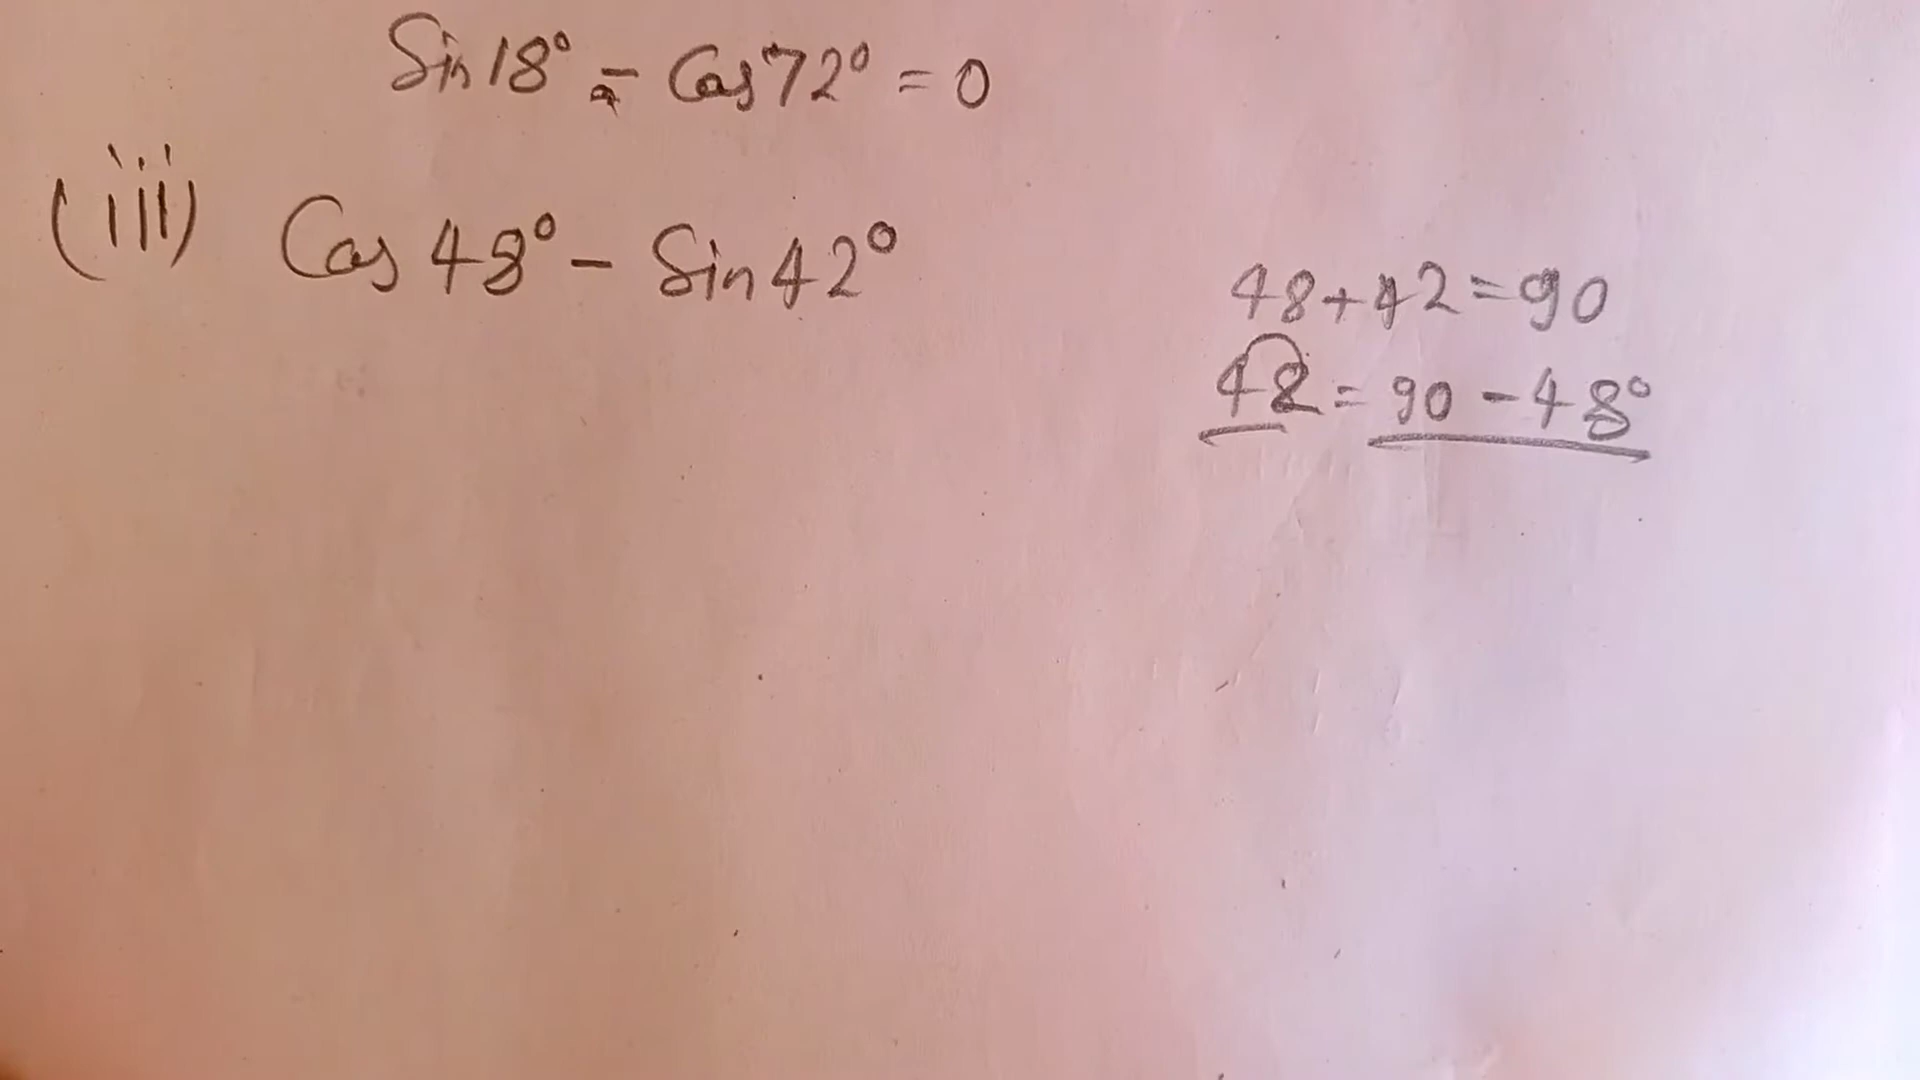 Sin 18° = Cos 72° = 0
(iii) Cos 48° - Sin 42°
48 + 42 = 90
42 = 90 - 48°